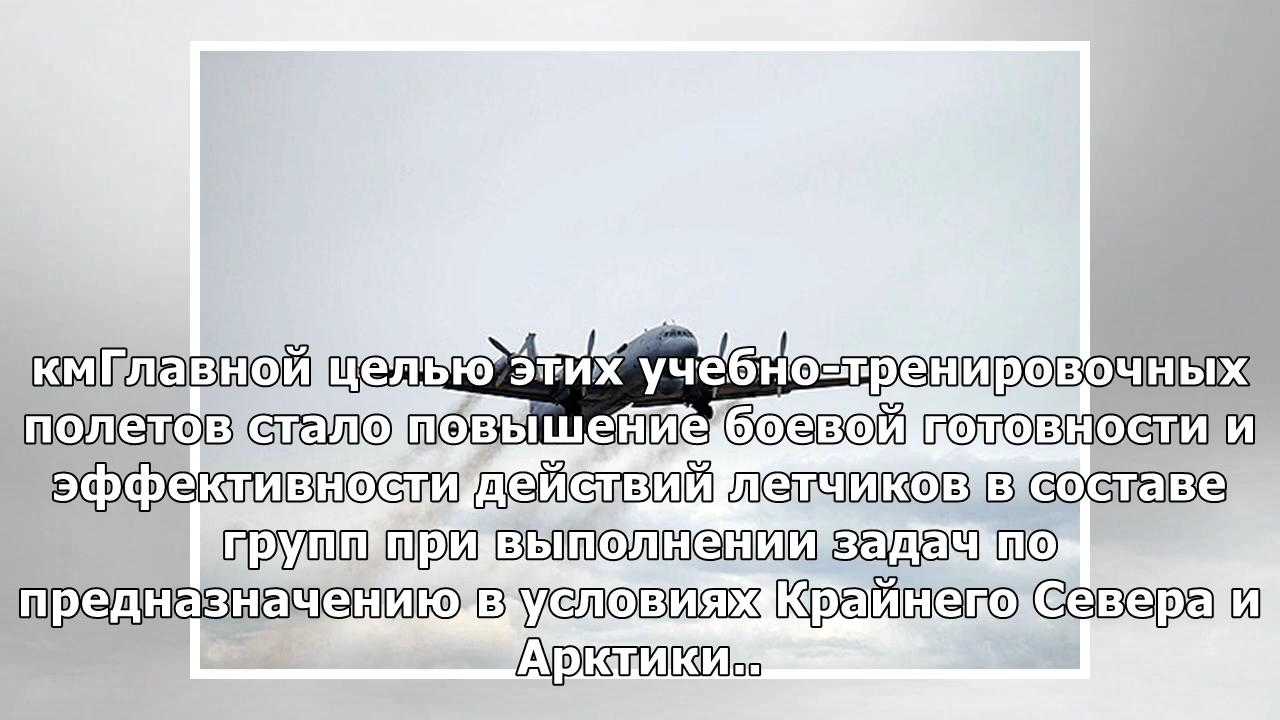 кмГлавной целью этих учебно-тренировочных
полетов стало повышение боевой готовности и
эффективности действий летчиков в составе
групп при выполнении задач по
предназначению в условиях Крайнего Севера и
Арктики..